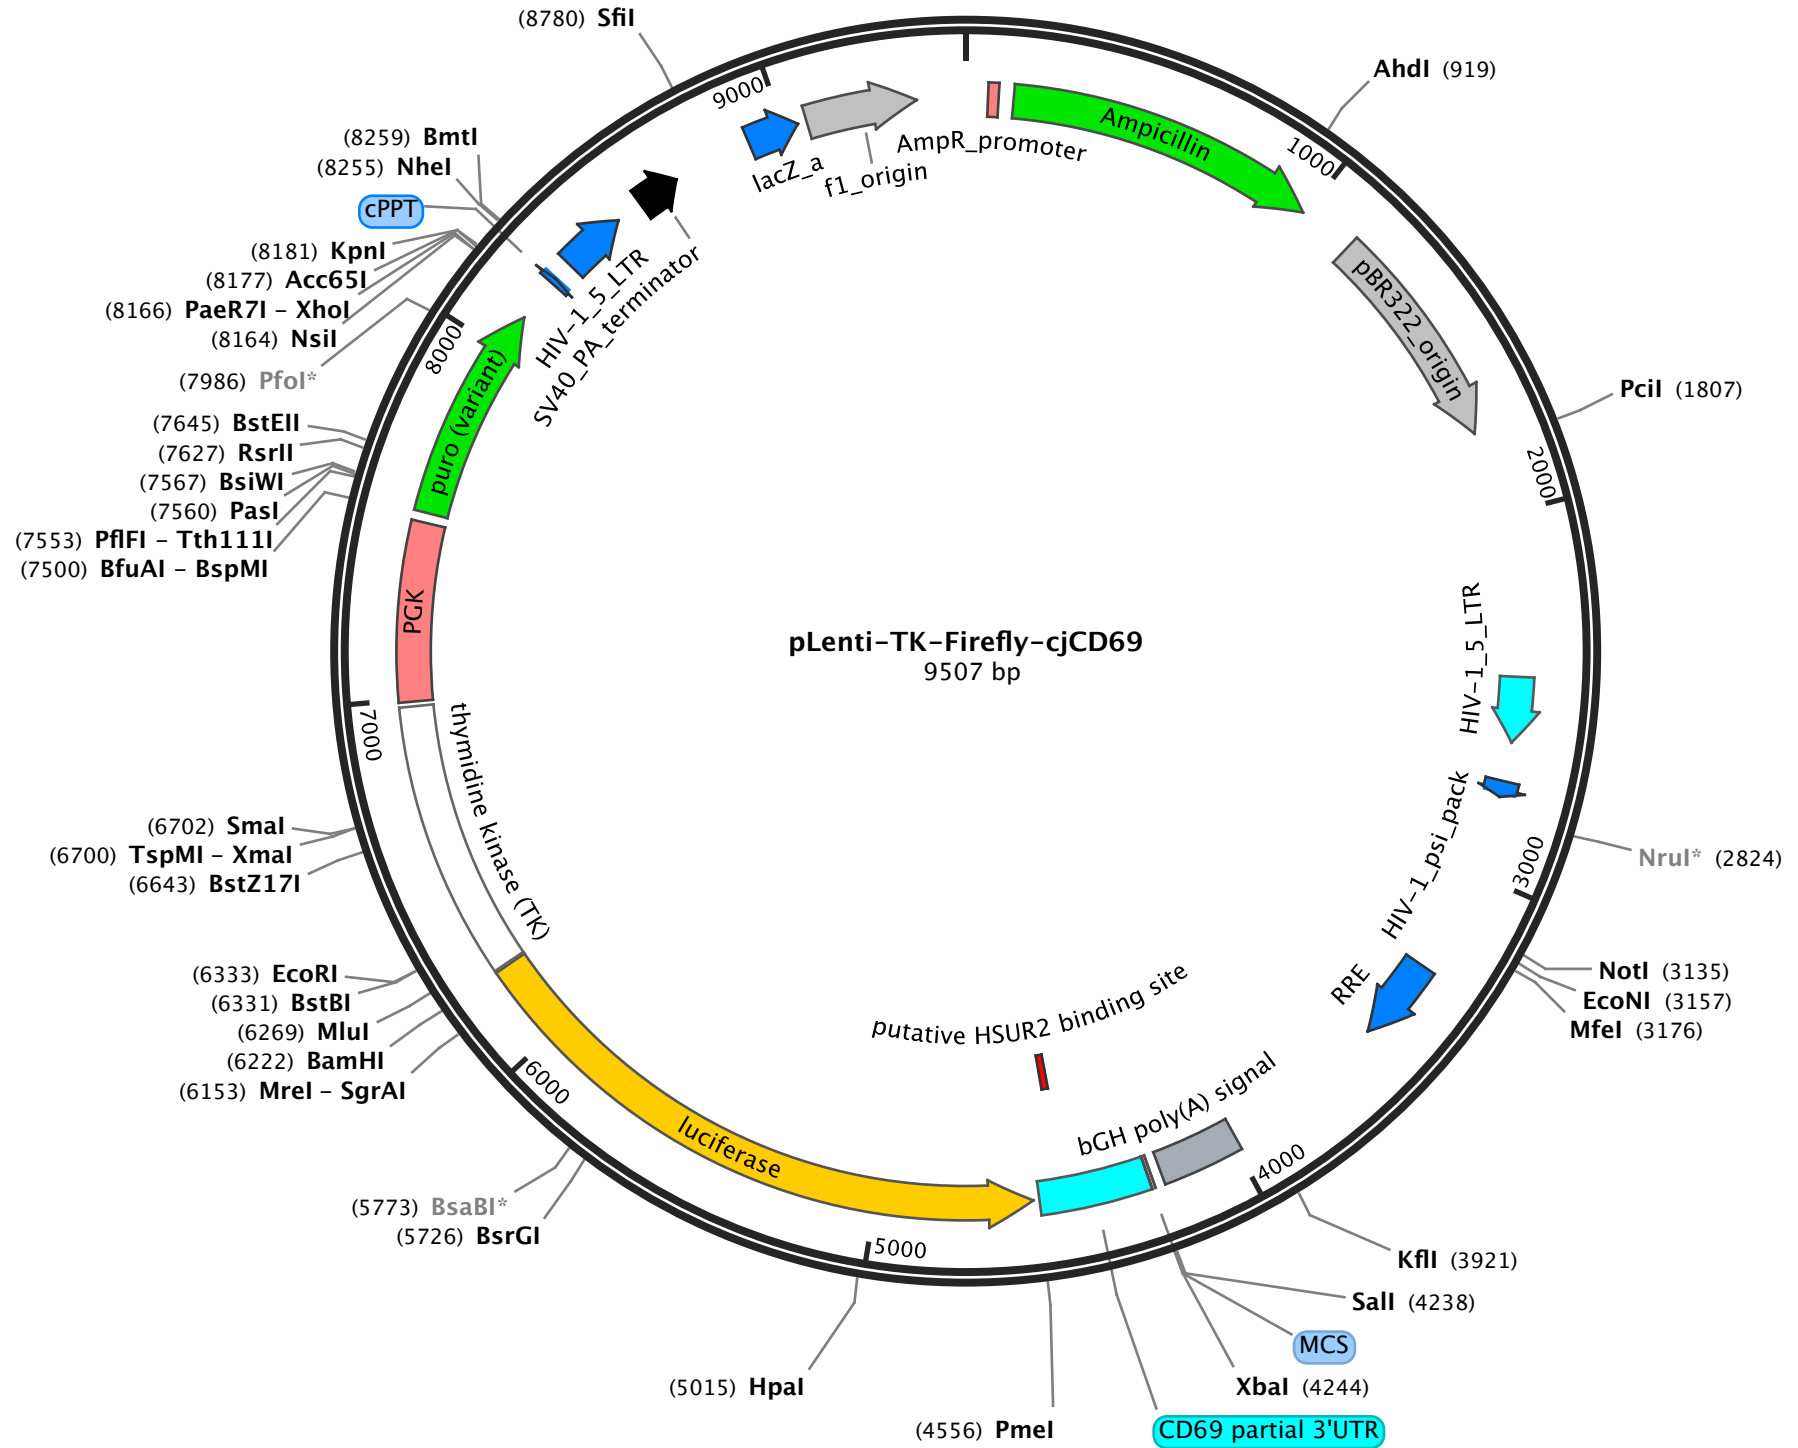 (8780) SfiI
AhdI (919)
9000
1000
lacZ_a
f1_origin
AmpR_promoter
Ampicillin
(8259) BmtI
(8255) NheI
cPPT
(8181) KpnI
(8177) Acc65I
(8166) PaeR7I – XhoI
(8164) NsiI
(7986) PfoI*
8000
HIV-1_5_LTR
SV40_PA_terminator
pBR322_origin
PciI (1807)
2000
(7645) BstEII
(7627) RsrII
(7567) BsiWI
(7560) PasI
(7553) PflFI – Tth111I
(7500) BfuAI – BspMI
puro (variant)
PGK
pLenti-TK-Firefly-cjCD69
9507 bp
HIV-1_5_LTR
7000
thymidine kinase (TK)
HIV-1_psi_pack
(6702) SmaI
(6700) TspMI – XmaI
(6643) BstZ17I
NruI* (2824)
3000
(6333) EcoRI
(6331) BstBI
(6269) MluI
(6222) BamHI
(6153) MreI – SgrAI
NotI (3135)
EcoNI (3157)
MfeI (3176)
RRE
putative HSUR2 binding site
6000
bGH poly(A) signal
luciferase
4000
(5773) BsaBI*
(5726) BsrGI
5000
KflI (3921)
SalI (4238)
MCS
(5015) HpaI
XbaI (4244)
(4556) PmeI
CD69 partial 3'UTR